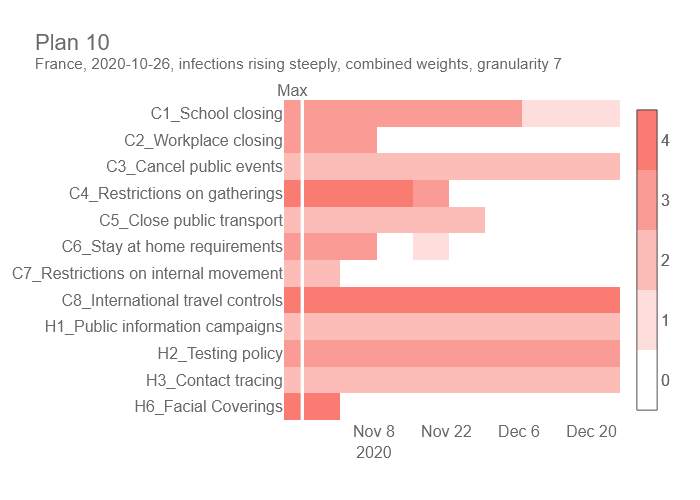 Plan 10
France, 2020-10-26, infections rising steeply, combined weights, granularity 7
Max
C1_School closing
C2_Workplace closing
C3_Cancel public events
C4_Restrictions on gatherings
C5_Close public transport
C6_Stay at home requirements
C7_Restrictions on internal movement
C8_International travel controls
H1_Public information campaigns
H2_Testing policy
H3_Contact tracing
H6_Facial Coverings
4
3
2
1
0
Nov 8 Nov 22 Dec 6 Dec 20
2020